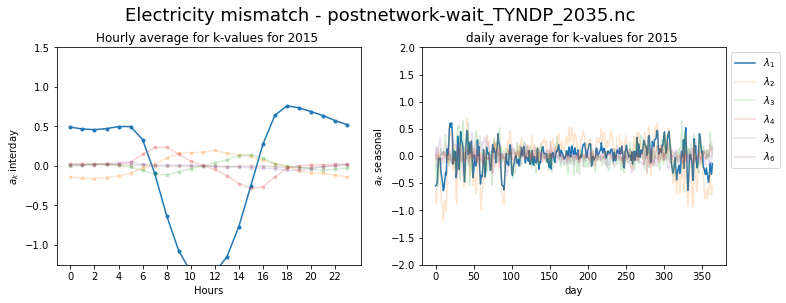 Electricity mismatch - postnetwork-wait_TYNDP_2035.nc
Hourly average for k-values for 2015
1.5
1.0
0.5
0.0
−0.5
−1.0
a_k interday
0 2 4 6 8 10 12 14 16 18 20 22
Hours
daily average for k-values for 2015
2.0
1.5
1.0
0.5
0.0
−0.5
−1.0
−1.5
−2.0
a_k seasonal
0 50 100 150 200 250 300 350
day
λ₁
λ₂
λ₃
λ₄
λ₅
λ₆